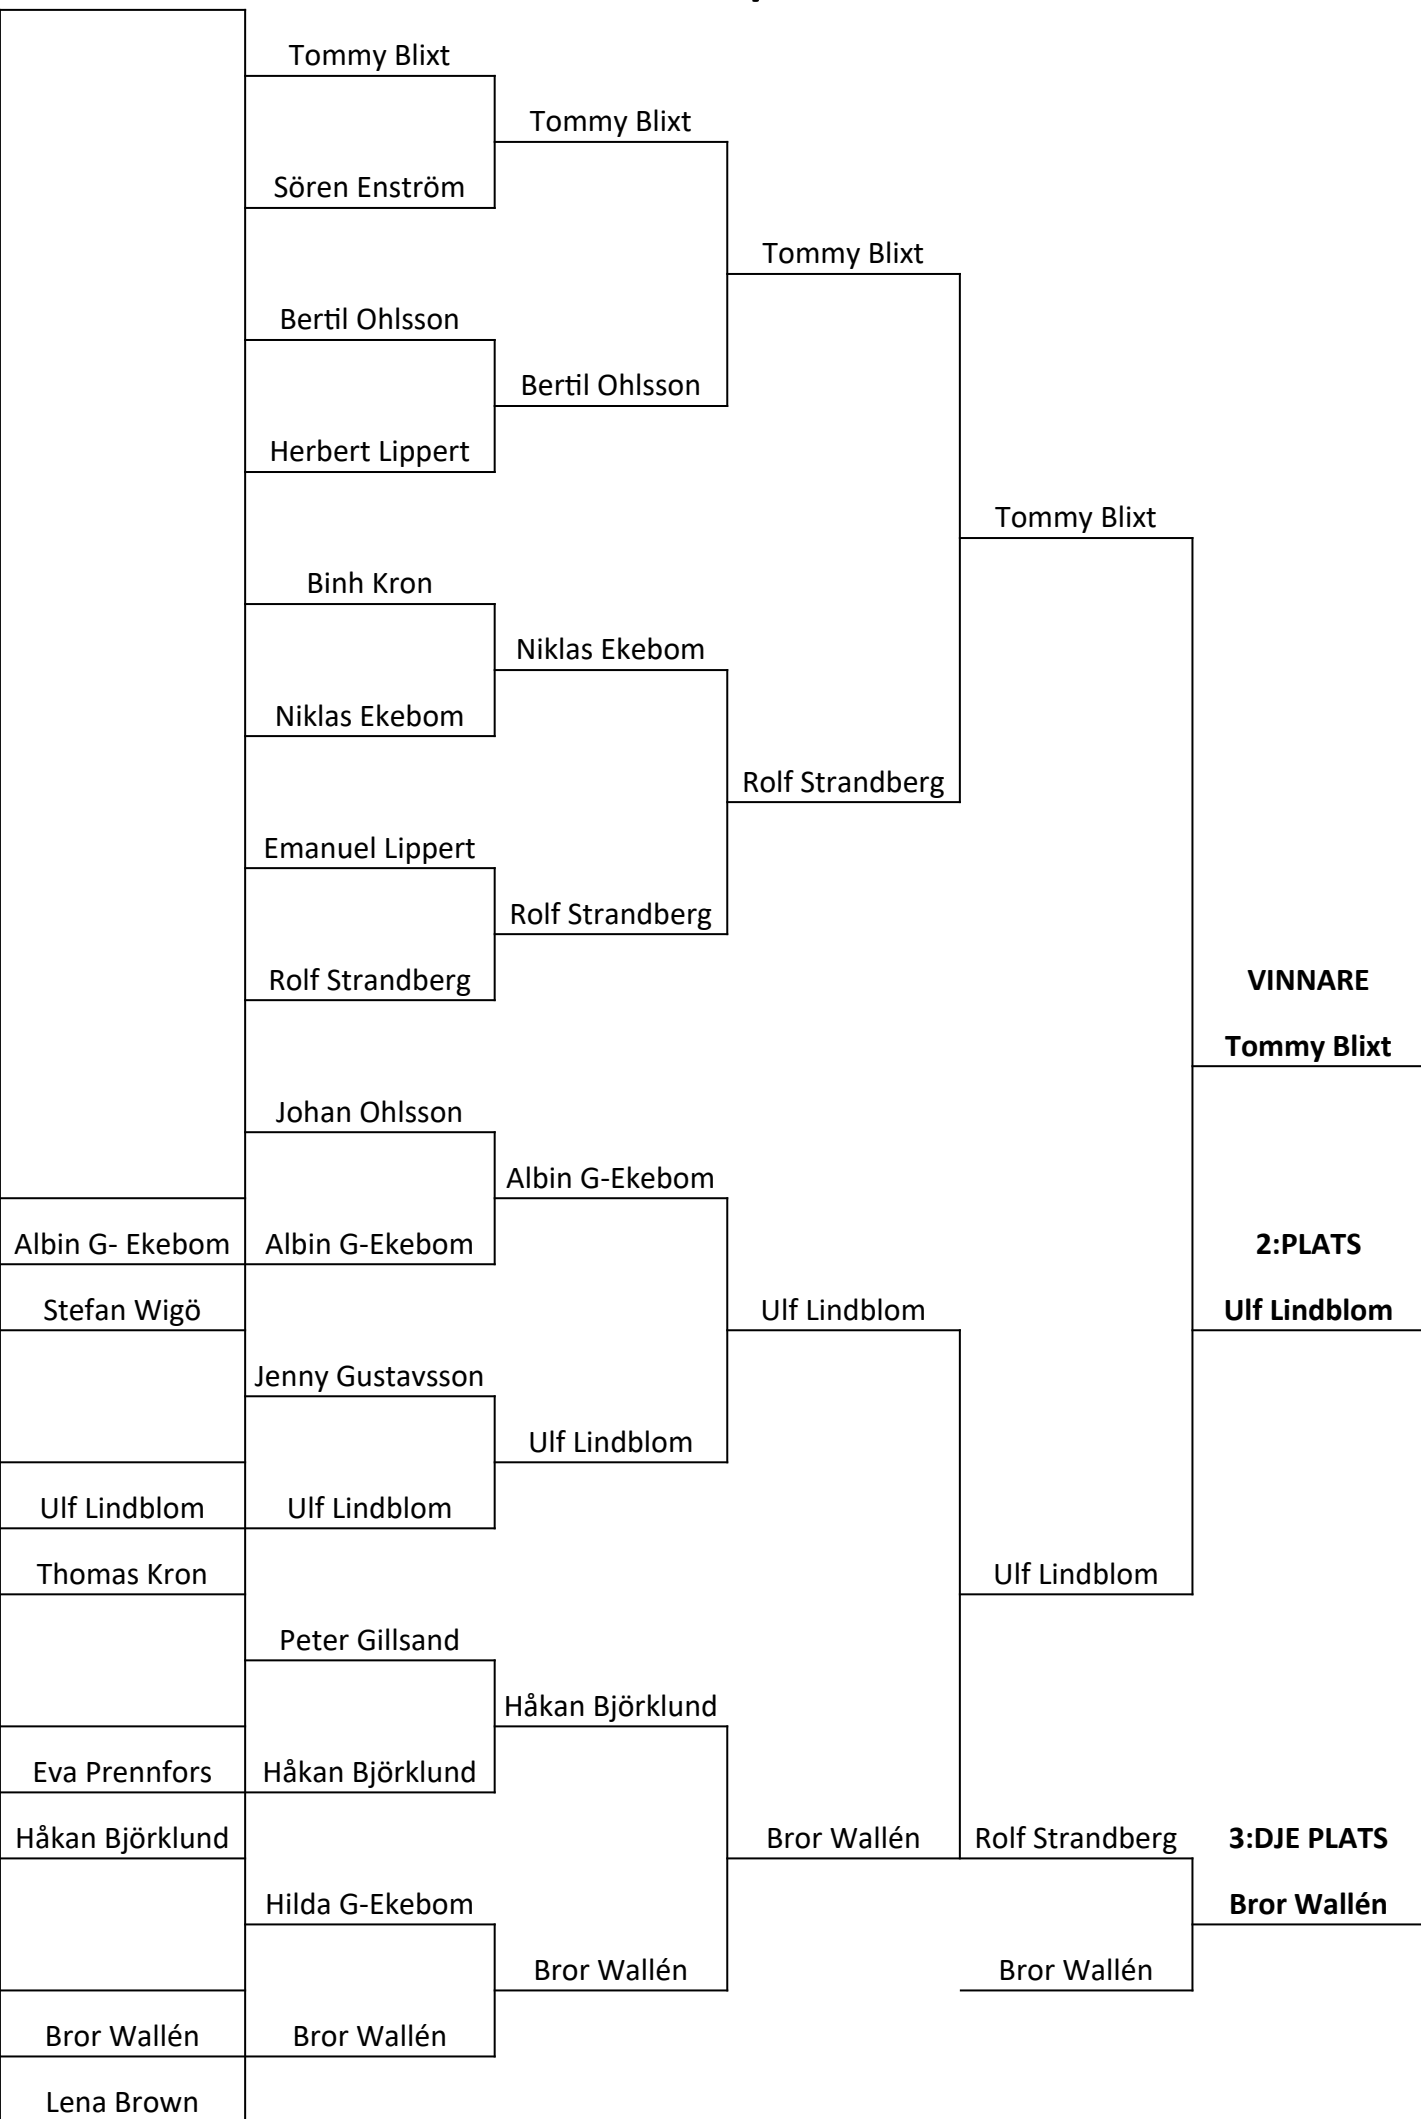 Tommy Blixt
Tommy Blixt
Sören Enström
Tommy Blixt
Bertil Ohlsson
Bertil Ohlsson
Herbert Lippert
Tommy Blixt
Binh Kron
Niklas Ekebom
Niklas Ekebom
Rolf Strandberg
Emanuel Lippert
Rolf Strandberg
Rolf Strandberg
VINNARE
Tommy Blixt
Johan Ohlsson
Albin G-Ekebom
Albin G- Ekebom
Albin G-Ekebom
2:PLATS
Stefan Wigö
Ulf Lindblom
Ulf Lindblom
Jenny Gustavsson
Ulf Lindblom
Ulf Lindblom
Ulf Lindblom
Thomas Kron
Ulf Lindblom
Peter Gillsand
Håkan Björklund
Eva Prennfors
Håkan Björklund
Håkan Björklund
Bror Wallén
Rolf Strandberg
3:DJE PLATS
Hilda G-Ekebom
Bror Wallén
Bror Wallén
Bror Wallén
Bror Wallén
Bror Wallén
Lena Brown